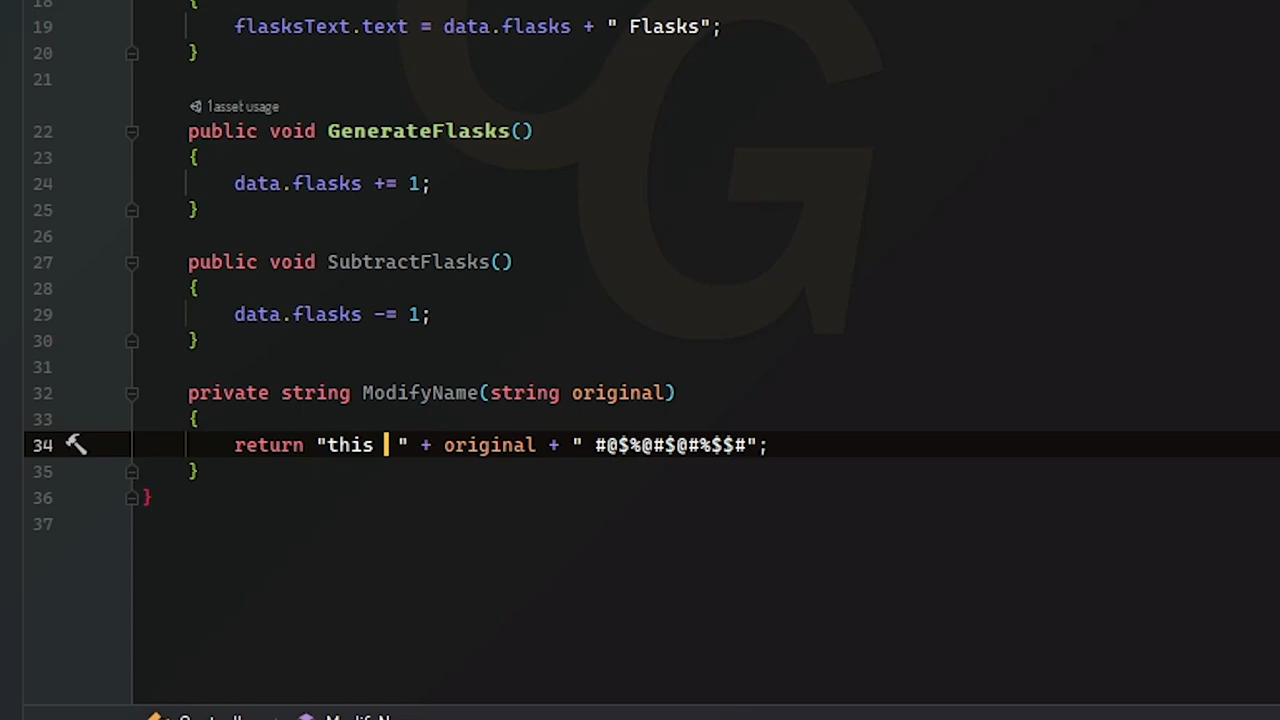 18 {
19 flasksText.text = data.flasks + " Flasks";
20 }
21
1 asset usage
22 public void GenerateFlasks()
23 {
24 data.flasks += 1;
25 }
26
27 public void SubtractFlasks()
28 {
29 data.flasks -= 1;
30 }
31
32 private string ModifyName(string original)
33 {
34 return "this " + original + " #@$%@#$@#%$$#";
35 }
36 }
37
G